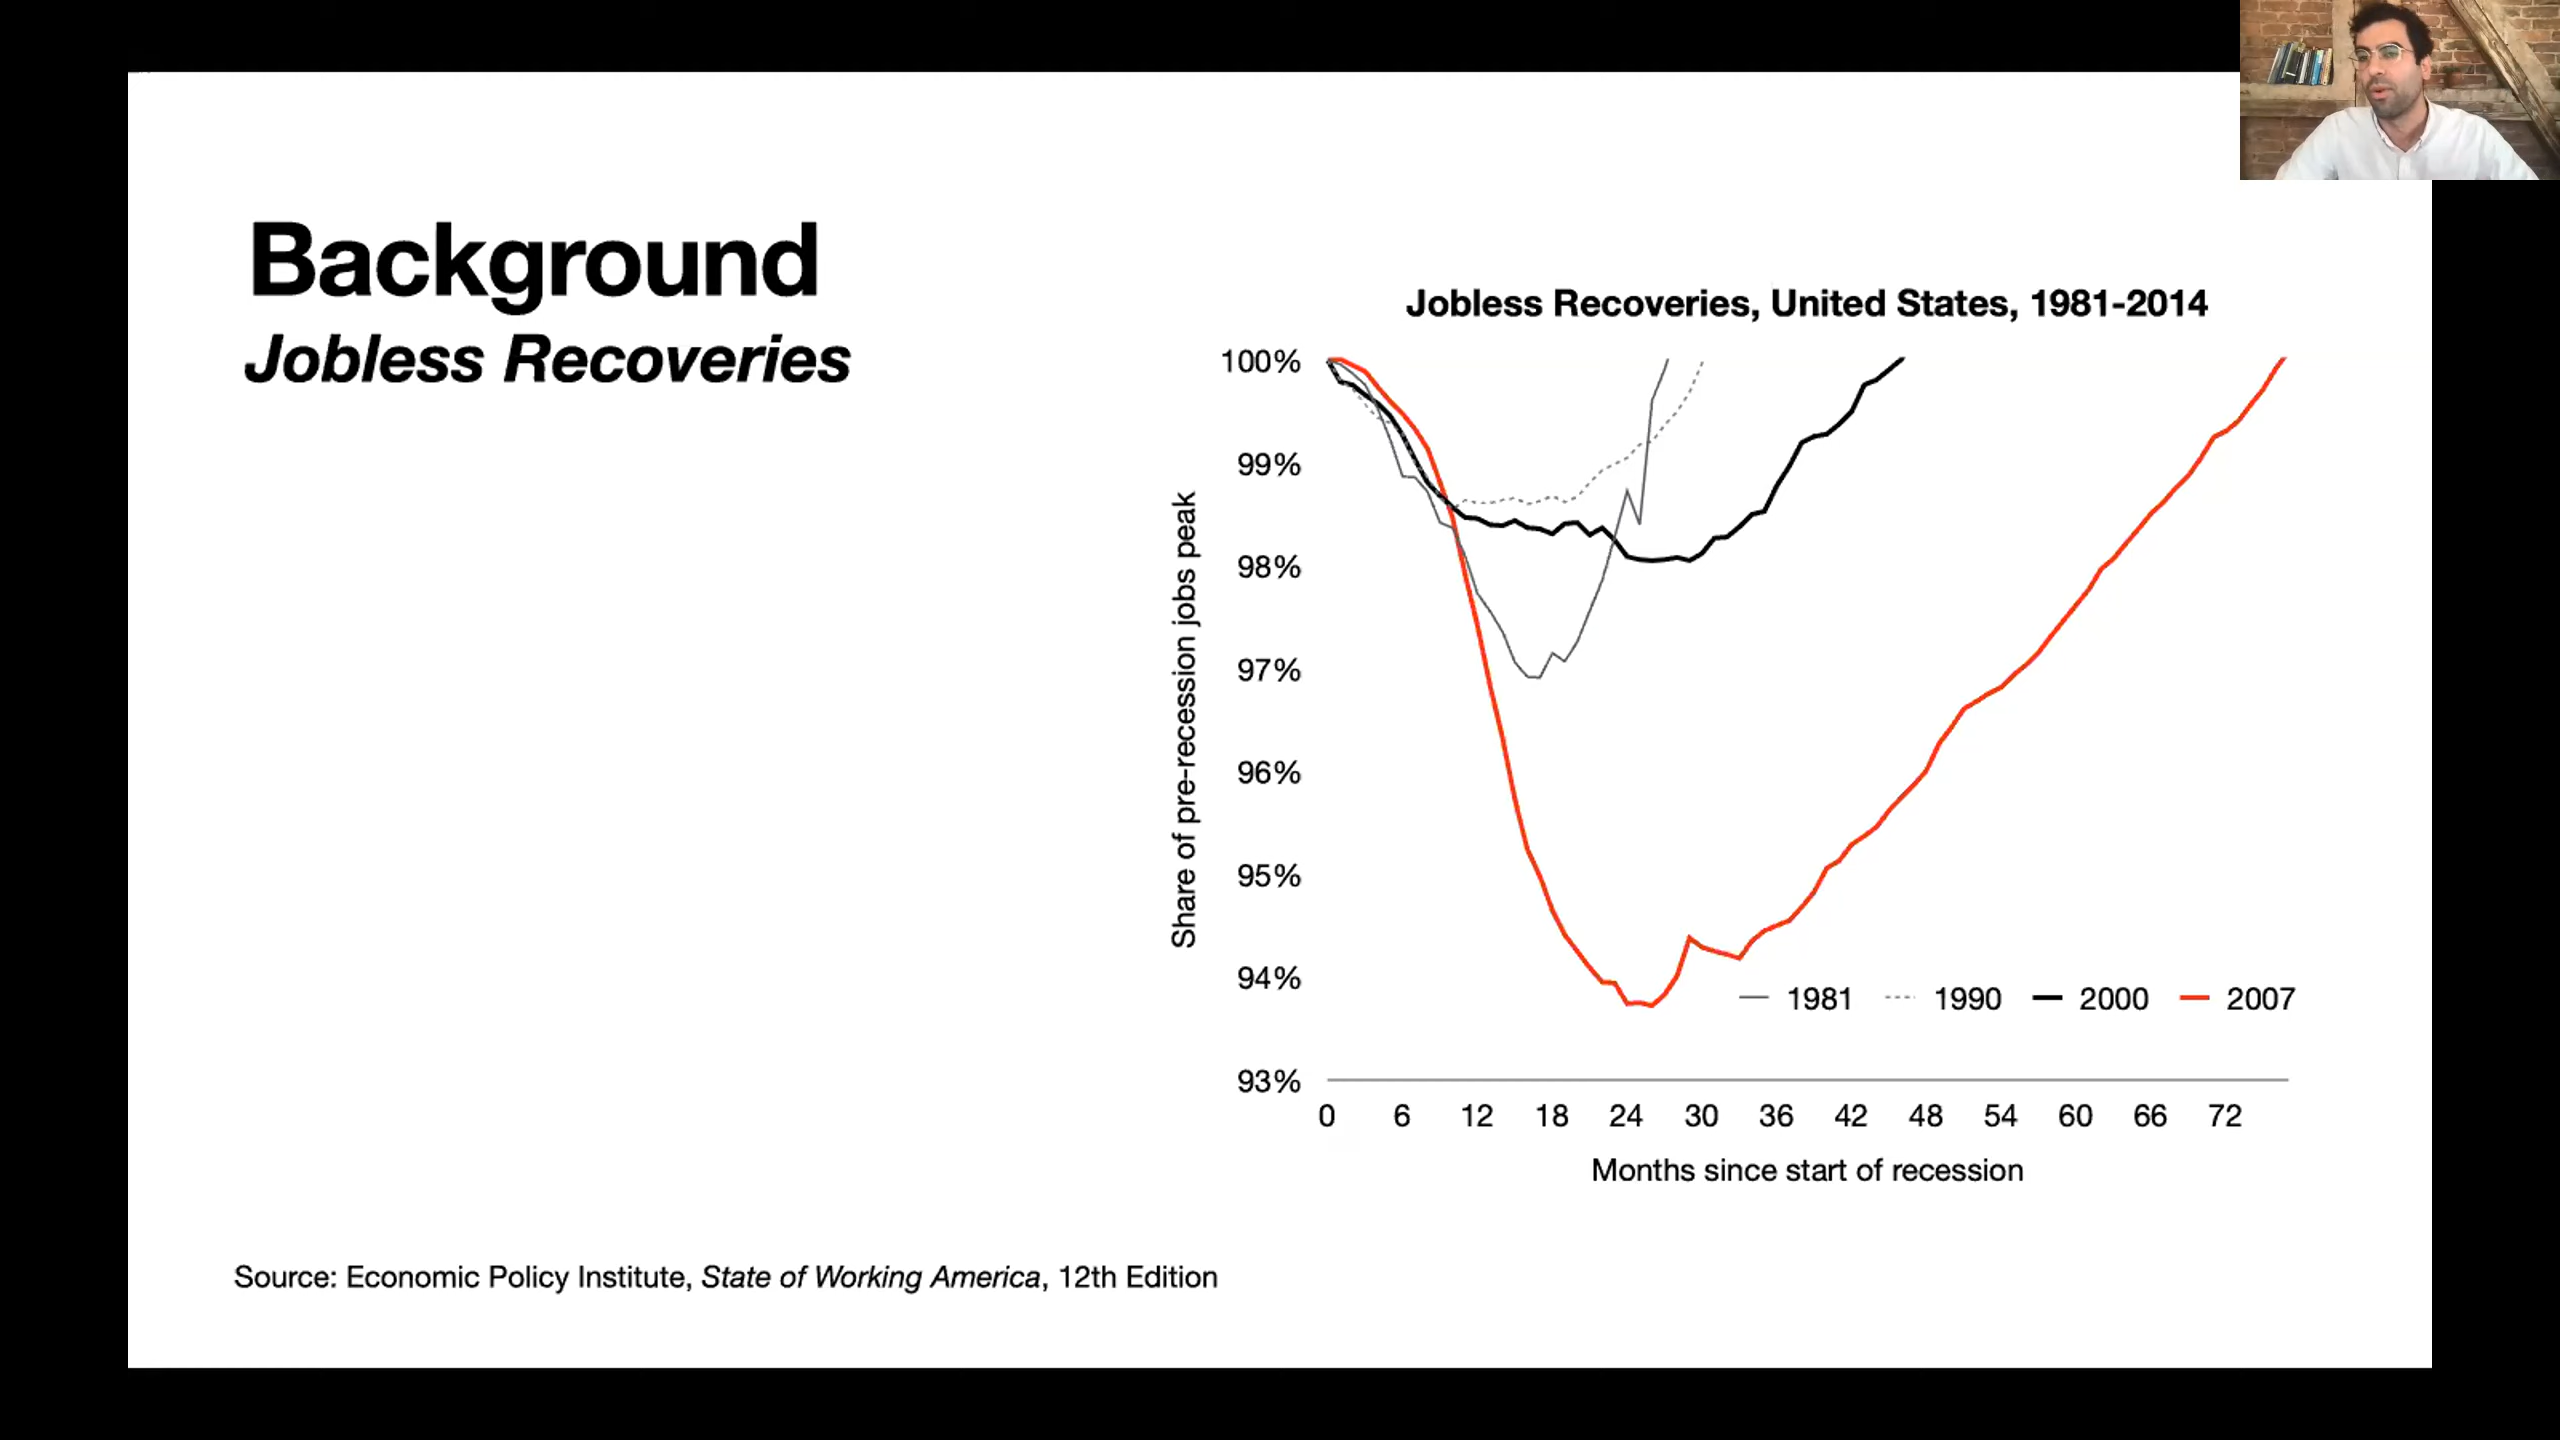 Background
Jobless Recoveries
Jobless Recoveries, United States, 1981-2014
Share of pre-recession jobs peak
100%
99%
98%
97%
96%
95%
94%
93%
1981 1990 2000 2007
0 6 12 18 24 30 36 42 48 54 60 66 72
Months since start of recession
Source: Economic Policy Institute, State of Working America, 12th Edition